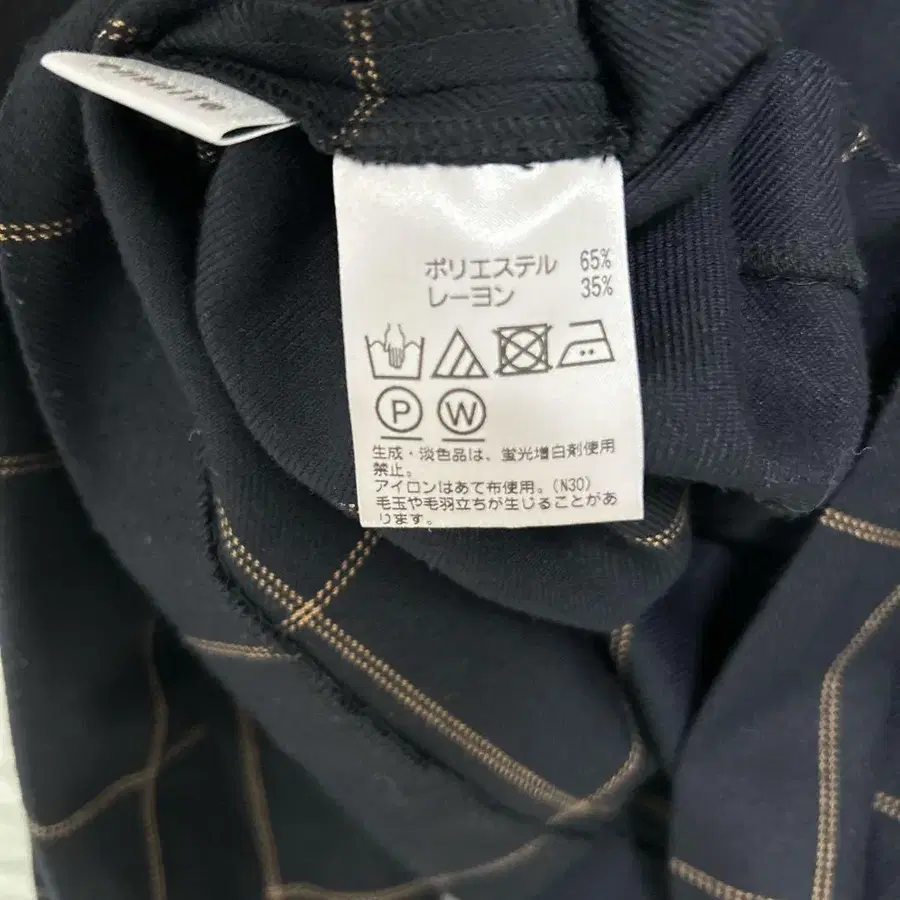 ポリエステル 65%
レーヨン 35%
P W
生成・淡色品は、蛍光増白剤使用
禁止。
アイロンはあて布使用。(N30)
毛玉や毛羽立ちが生じることがあ
ります。